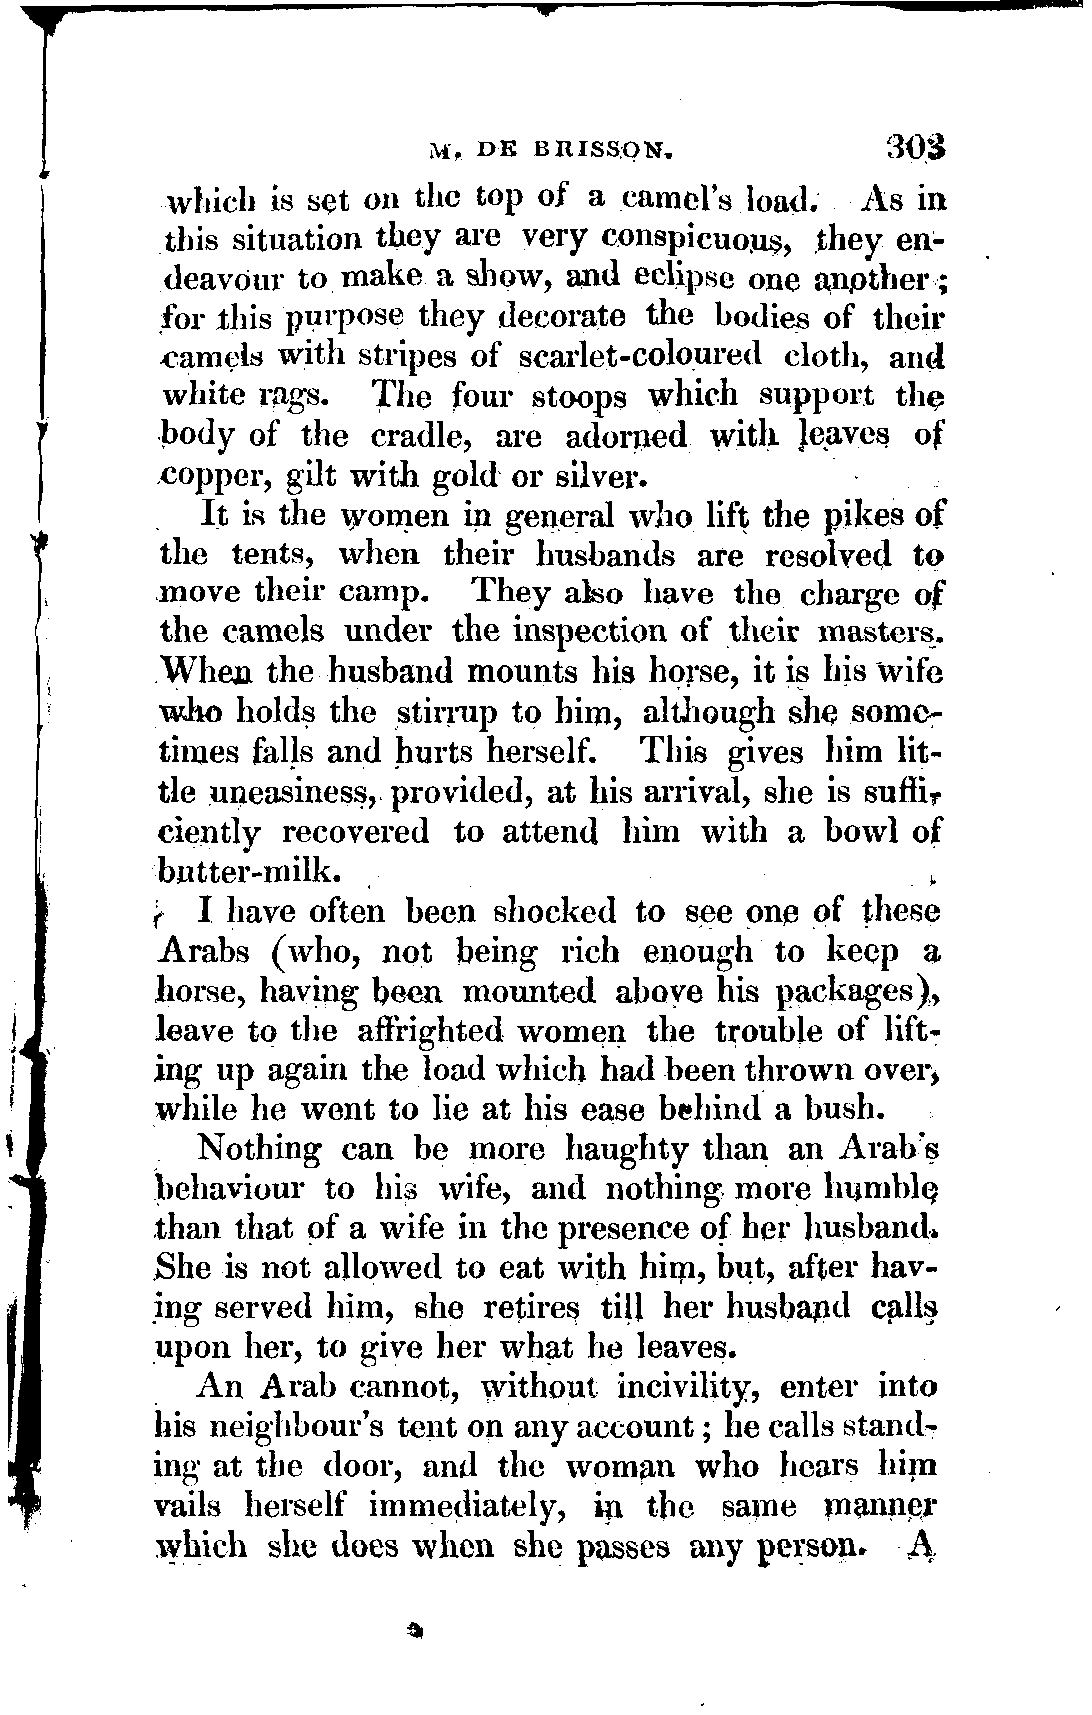 M. DE BRISSON. 303
which is set on the top of a camel's load. As in
this situation they are very conspicuous, they en-
deavour to make a show, and eclipse one another;
for this purpose they decorate the bodies of their
camels with stripes of scarlet-coloured cloth, and
white rags. The four stoops which support the
body of the cradle, are adorned with leaves of
copper, gilt with gold or silver.
It is the women in general who lift the pikes of
the tents, when their husbands are resolved to
move their camp. They also have the charge of
the camels under the inspection of their masters.
When the husband mounts his horse, it is his wife
who holds the stirrup to him, although she some-
times falls and hurts herself. This gives him lit-
tle uneasiness, provided, at his arrival, she is suffi-
ciently recovered to attend him with a bowl of
butter-milk.
I have often been shocked to see one of these
Arabs (who, not being rich enough to keep a
horse, having been mounted above his packages),
leave to the affrighted women the trouble of lift-
ing up again the load which had been thrown over,
while he went to lie at his ease behind a bush.
Nothing can be more haughty than an Arab's
behaviour to his wife, and nothing more humble
than that of a wife in the presence of her husband.
She is not allowed to eat with him, but, after hav-
ing served him, she retires till her husband calls
upon her, to give her what he leaves.
An Arab cannot, without incivility, enter into
his neighbour's tent on any account; he calls stand-
ing at the door, and the woman who hears him
vails herself immediately, in the same manner
which she does when she passes any person. A